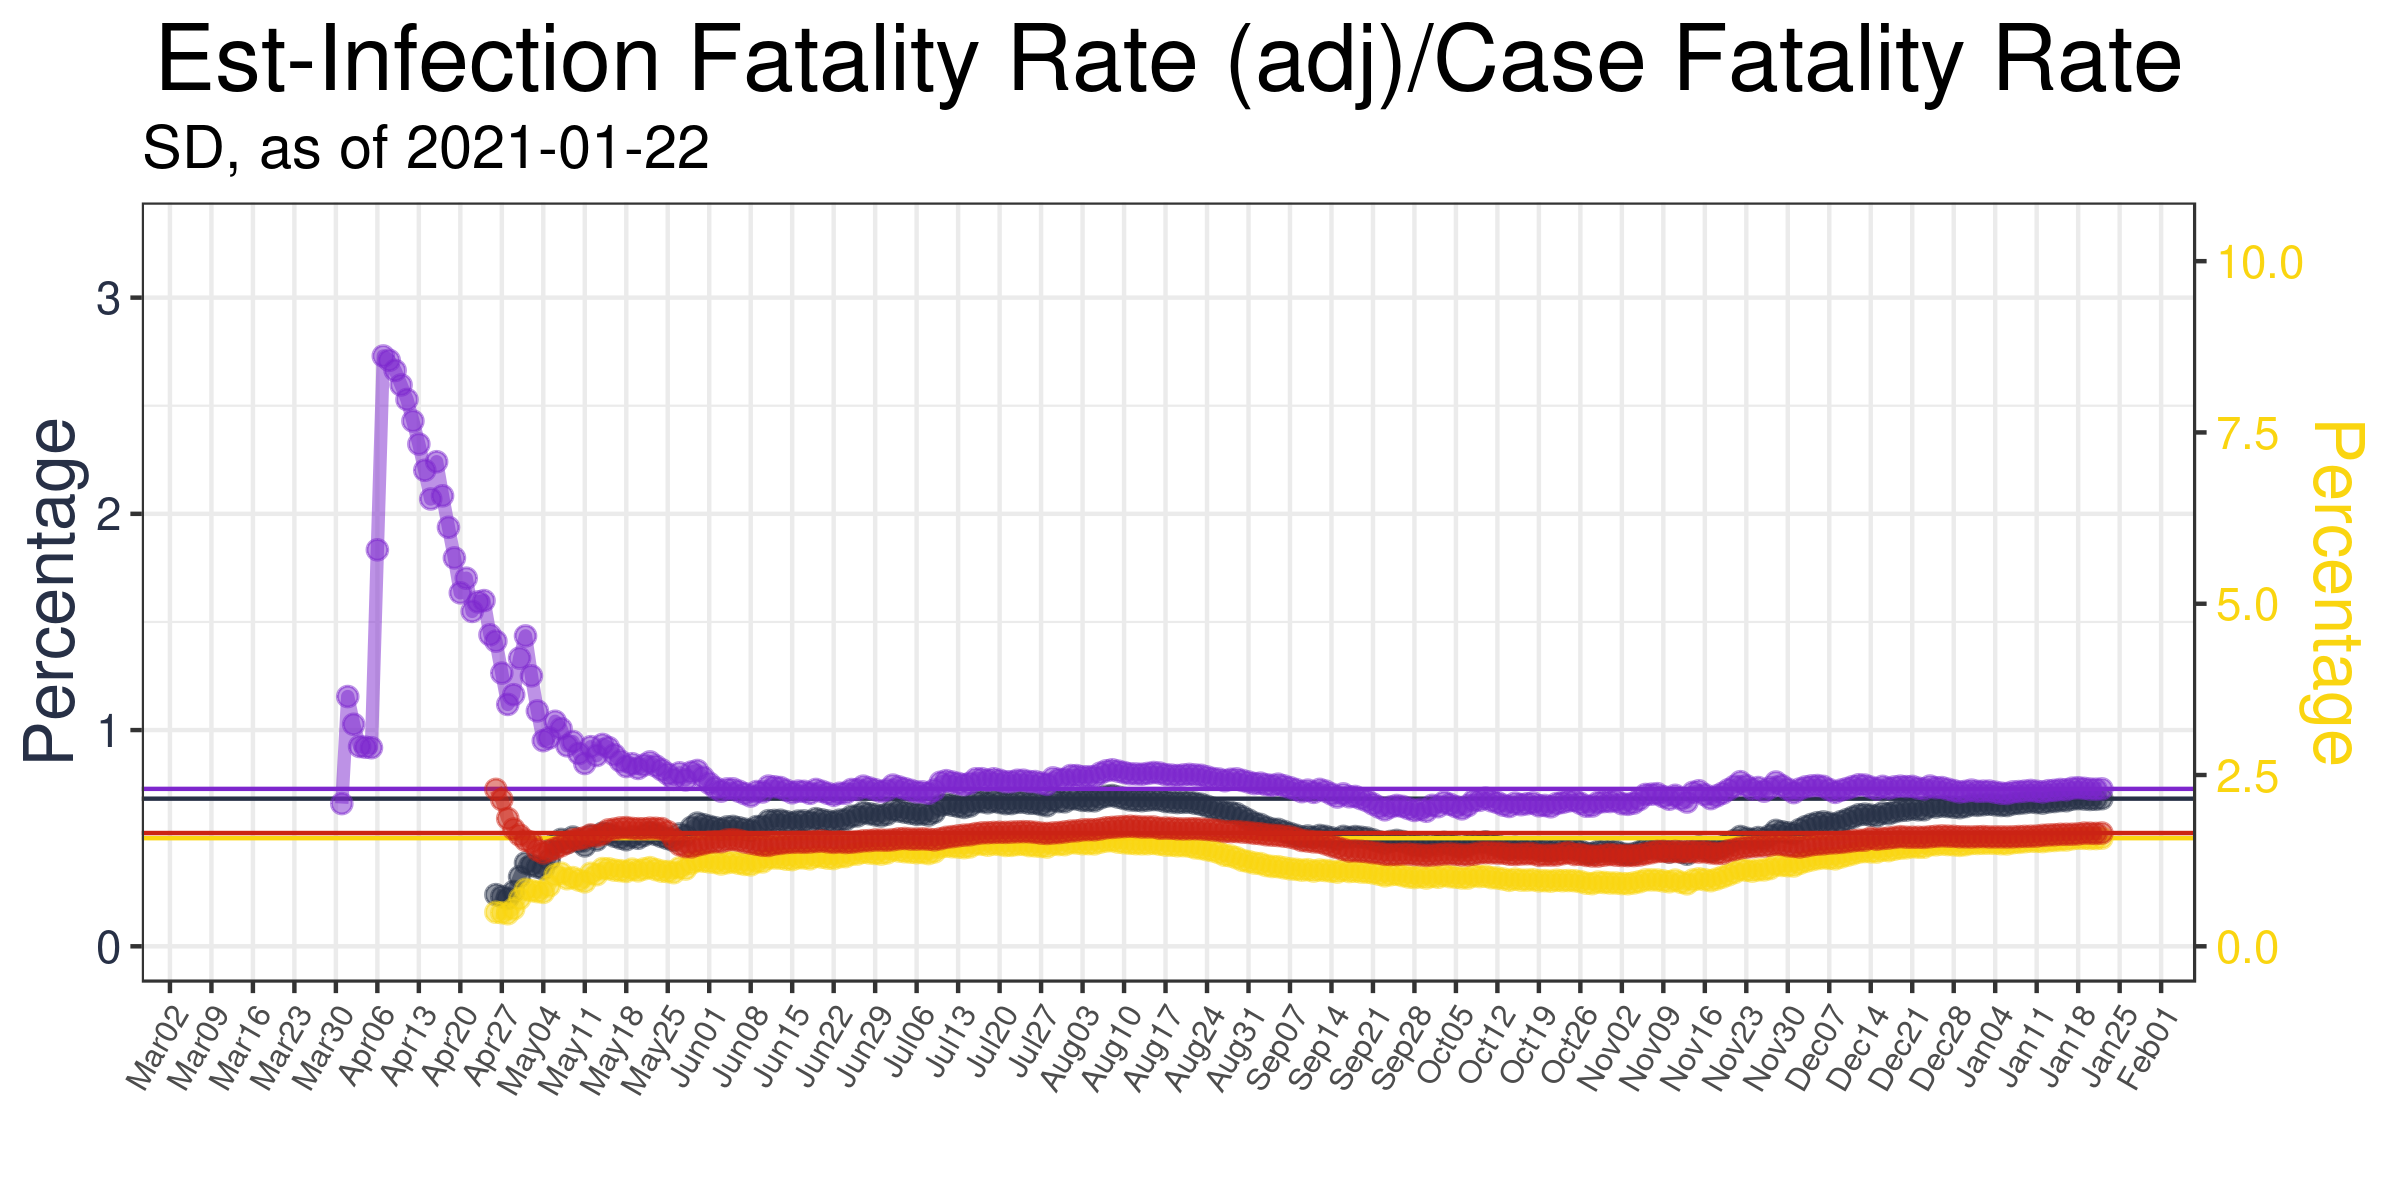 Est-Infection Fatality Rate (adj)/Case Fatality Rate
SD, as of 2021-01-22
Percentage
3
2
1
0
10.0
7.5
5.0
2.5
0.0
Percentage
Mar02
Mar09
Mar16
Mar23
Mar30
Apr06
Apr13
Apr20
Apr27
May04
May11
May18
May25
Jun01
Jun08
Jun15
Jun22
Jun29
Jul06
Jul13
Jul20
Jul27
Aug03
Aug10
Aug17
Aug24
Aug31
Sep07
Sep14
Sep21
Sep28
Oct05
Oct12
Oct19
Oct26
Nov02
Nov09
Nov16
Nov23
Nov30
Dec07
Dec14
Dec21
Dec28
Jan04
Jan11
Jan18
Jan25
Feb01